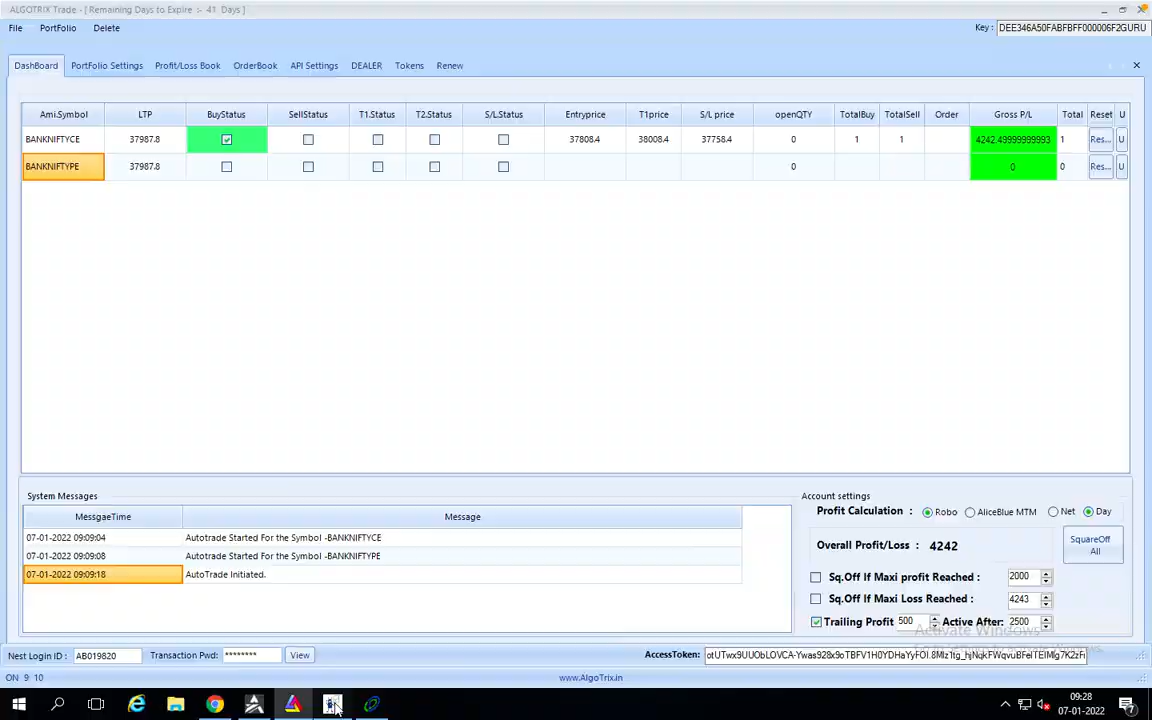 ALGOTRIX Trade - [ Remaining Days to Expire :- 41 Days ]
File PortFolio Delete Key : DEE346A50FABFBFF000006F2GURU
DashBoard PortFolio Settings Profit/Loss Book OrderBook API Settings DEALER Tokens Renew
Ami.Symbol LTP BuyStatus SellStatus T1.Status T2.Status S/L.Status Entryprice T1price S/L price openQTY TotalBuy TotalSell Order Gross P/L Total Reset U
BANKNIFTYCE 37987.8 37808.4 38008.4 37758.4 0 1 1 4242.49999999993 1 Res... U
BANKNIFTYPE 37987.8 0 0 0 Res... U
System Messages
MessgaeTime Message
07-01-2022 09:09:04 Autotrade Started For the Symbol -BANKNIFTYCE
07-01-2022 09:09:08 Autotrade Started For the Symbol -BANKNIFTYPE
07-01-2022 09:09:18 AutoTrade Initiated.
Account settings
Profit Calculation : Robo AliceBlue MTM Net Day
Overall Profit/Loss : 4242 SquareOff All
Sq.Off If Maxi profit Reached : 2000
Sq.Off If Maxi Loss Reached : 4243
Trailing Profit 500 Active After: 2500
Activate Windows
Nest Login ID : AB019820 Transaction Pwd: ******** View AccessToken:
ON 9: 10 www.AlgoTrix.in
09:28
07-01-2022